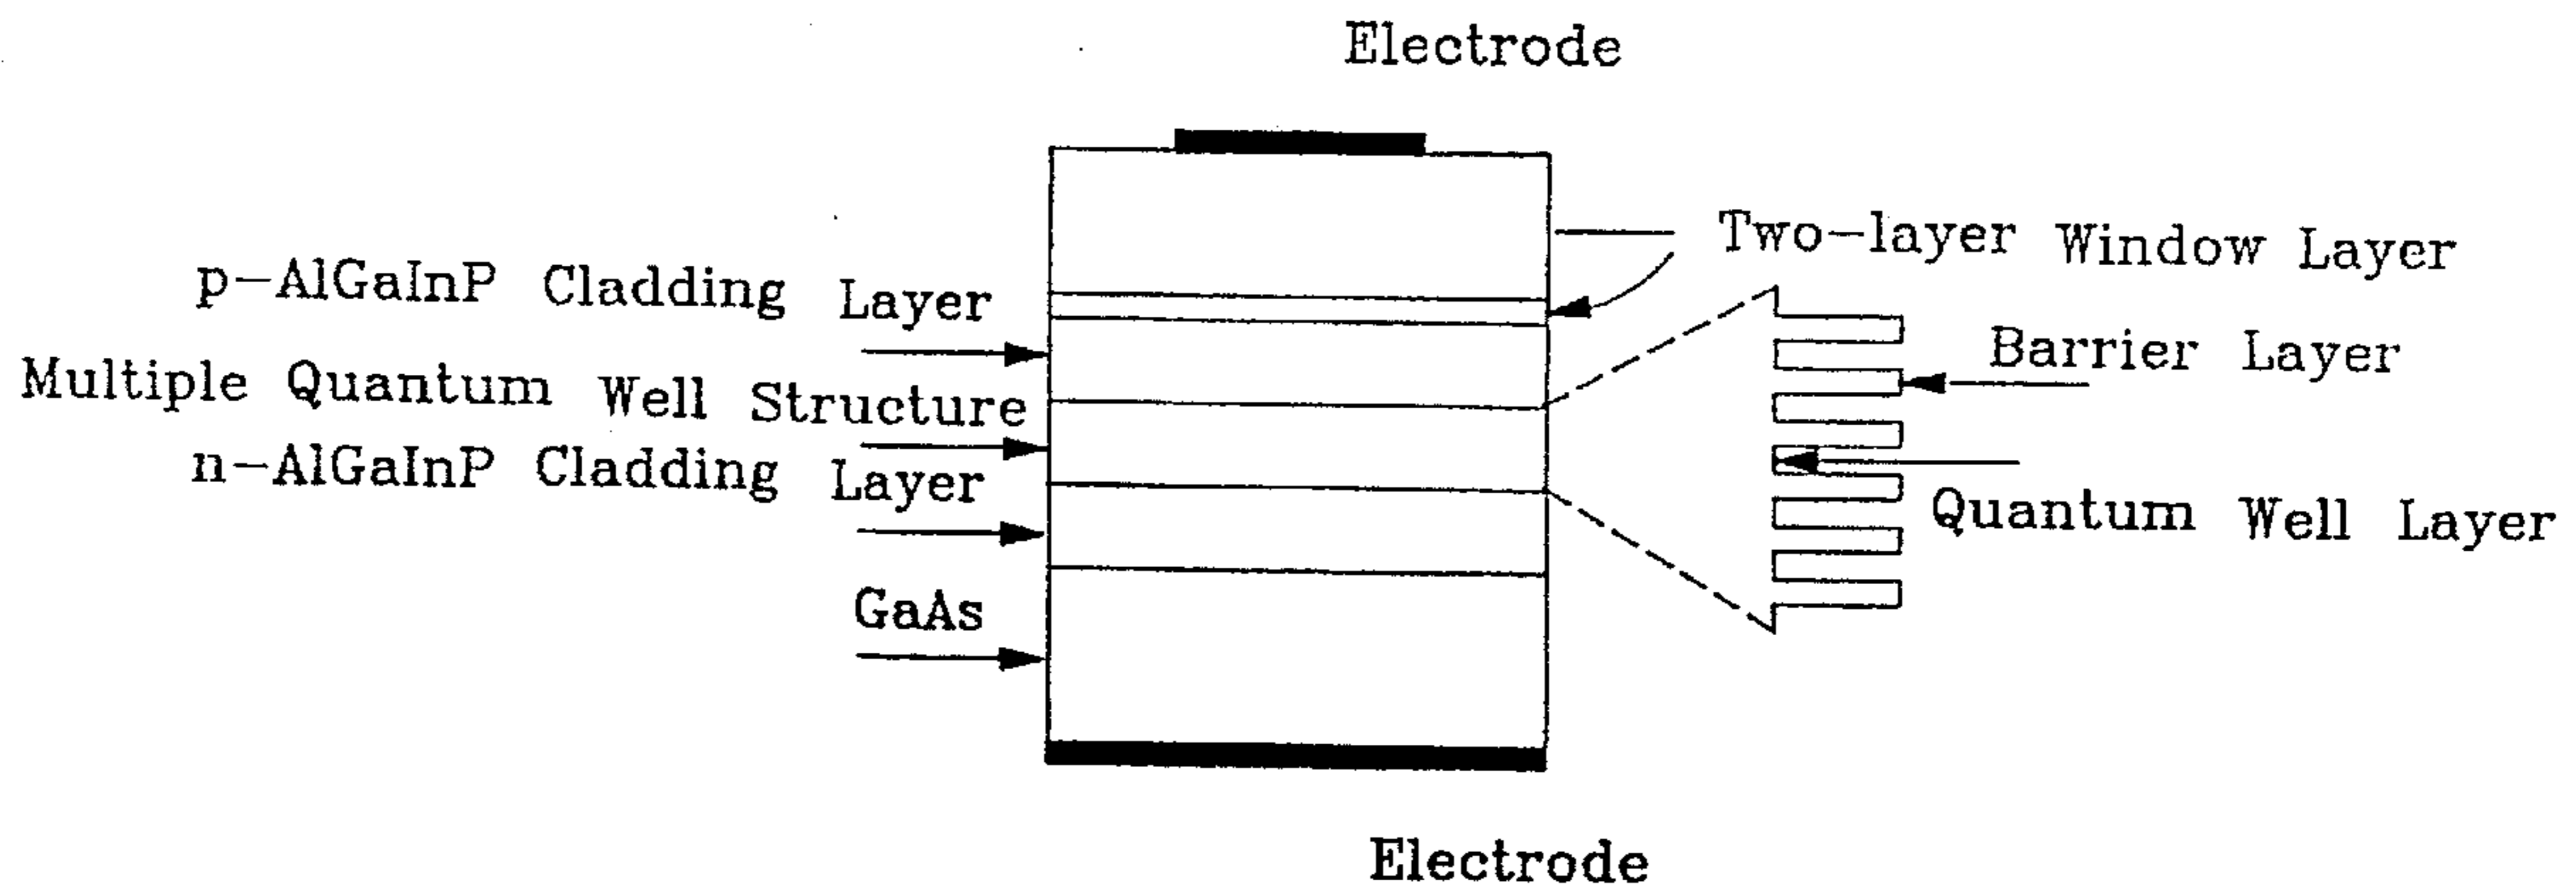 Electrode
Two-layer Window Layer
p-AlGaInP Cladding Layer
Barrier Layer
Multiple Quantum Well Structure
n-AlGaInP Cladding Layer
Quantum Well Layer
GaAs
Electrode